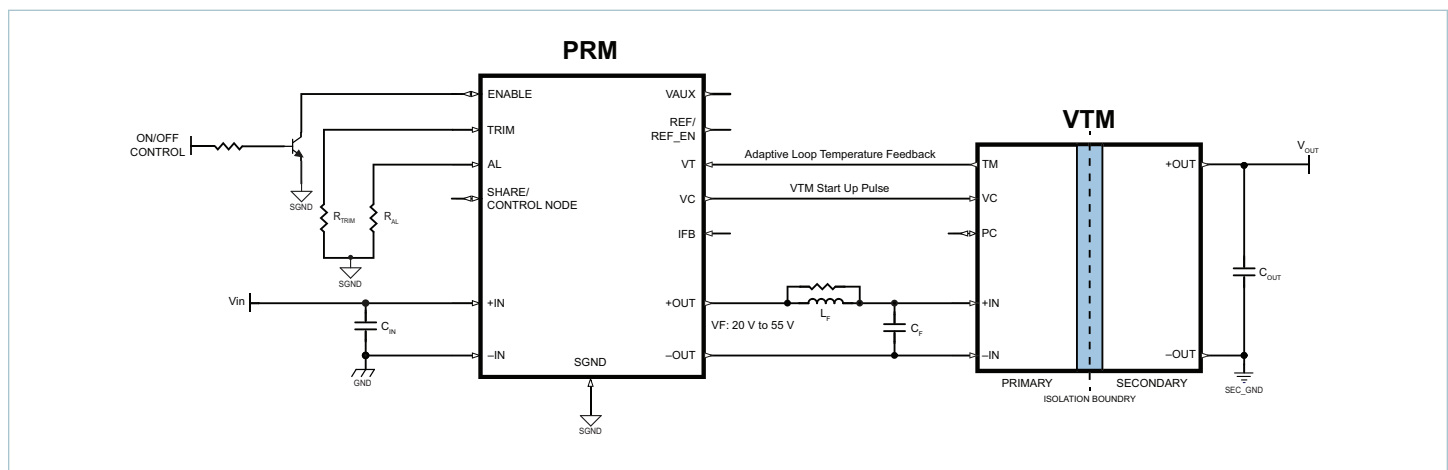 PRM
VTM
ON/OFF
CONTROL
SGND
R_TRIM
R_AL
SGND
Vin
C_IN
GND
ENABLE
TRIM
AL
SHARE/
CONTROL NODE
+IN
–IN
SGND
SGND
VAUX
REF/
REF_EN
VT
VC
IFB
+OUT
–OUT
Adaptive Loop Temperature Feedback
VTM Start Up Pulse
VF: 20 V to 55 V
L_F
C_F
TM
VC
PC
+IN
–IN
+OUT
–OUT
PRIMARY
SECONDARY
ISOLATION BOUNDRY
V_OUT
C_OUT
SEC_GND